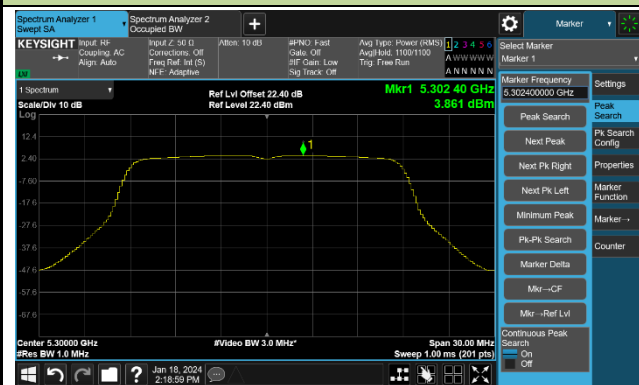 Spectrum Analyzer 1
Swept SA
Spectrum Analyzer 2
Occupied BW
+
Marker
KEYSIGHT
Input: RF
Coupling: AC
Align: Auto
Input Z: 50 Ω
Corrections: Off
Freq Ref: Int (S)
NFE: Adaptive
Atten: 10 dB
#PNO: Fast
Gate: Off
#IF Gain: Low
Sig Track: Off
Avg Type: Power (RMS)
Avg|Hold: 1100/1100
Trig: Free Run
1 2 3 4 5 6
A W W W W W
A N N N N N
LXI
Select Marker
Marker 1
1 Spectrum
Scale/Div 10 dB
Log
Ref Lvl Offset 22.40 dB
Ref Level 22.40 dBm
Mkr1 5.302 40 GHz
3.861 dBm
12.4
2.40
-7.60
-17.6
-27.6
-37.6
-47.6
-57.6
-67.6
1
Center 5.30000 GHz
#Res BW 1.0 MHz
#Video BW 3.0 MHz*
Span 30.00 MHz
Sweep 1.00 ms (201 pts)
Marker Frequency
5.302400000 GHz
Peak Search
Next Peak
Next Pk Right
Next Pk Left
Minimum Peak
Pk-Pk Search
Marker Delta
Mkr→CF
Mkr→Ref Lvl
Continuous Peak
Search
On
Off
Settings
Peak
Search
Pk Search
Config
Properties
Marker
Function
Marker→
Counter
?
Jan 18, 2024
2:18:59 PM